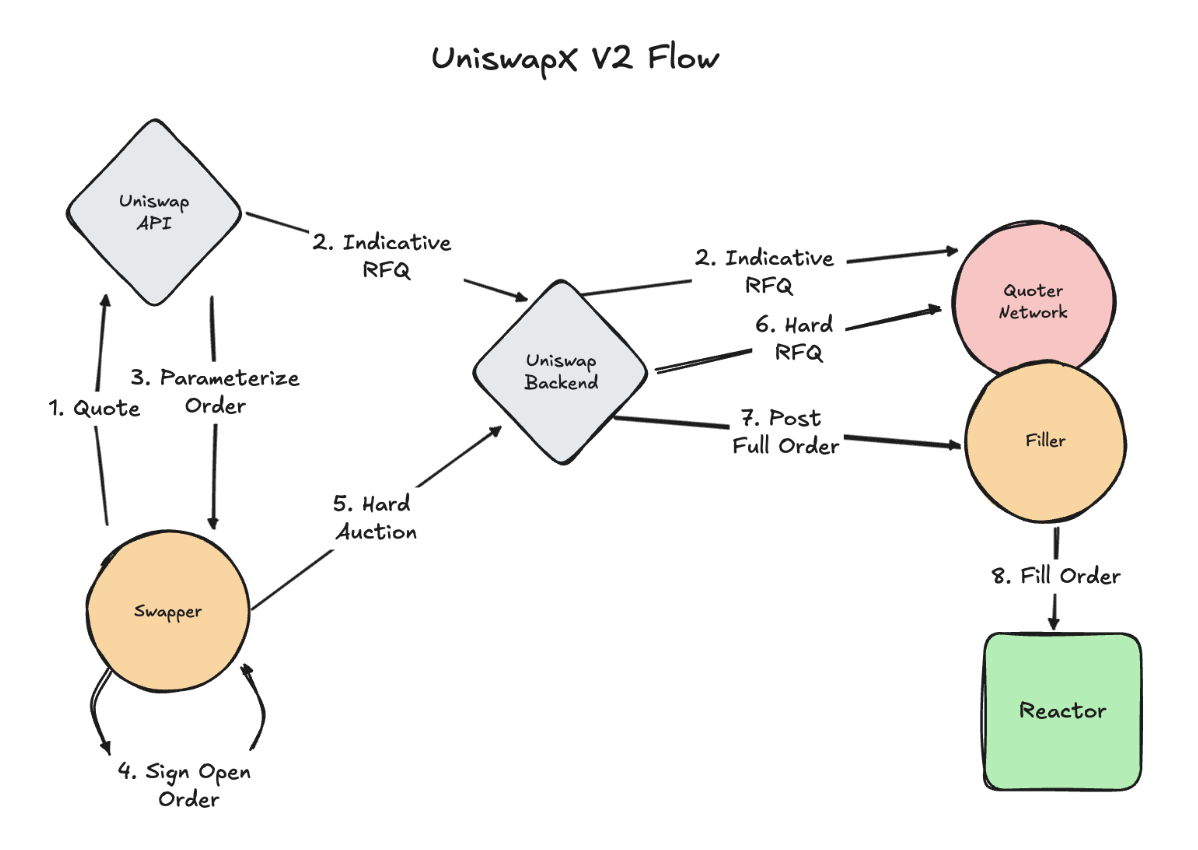 UniswapX V2 Flow
Uniswap
API
2. Indicative
RFQ
2. Indicative
RFQ
Quoter
Network
6. Hard
RFQ
Uniswap
Backend
3. Parameterize
Order
1. Quote
7. Post
Full Order
Filler
5. Hard
Auction
8. Fill Order
Swapper
Reactor
4. Sign Open
Order